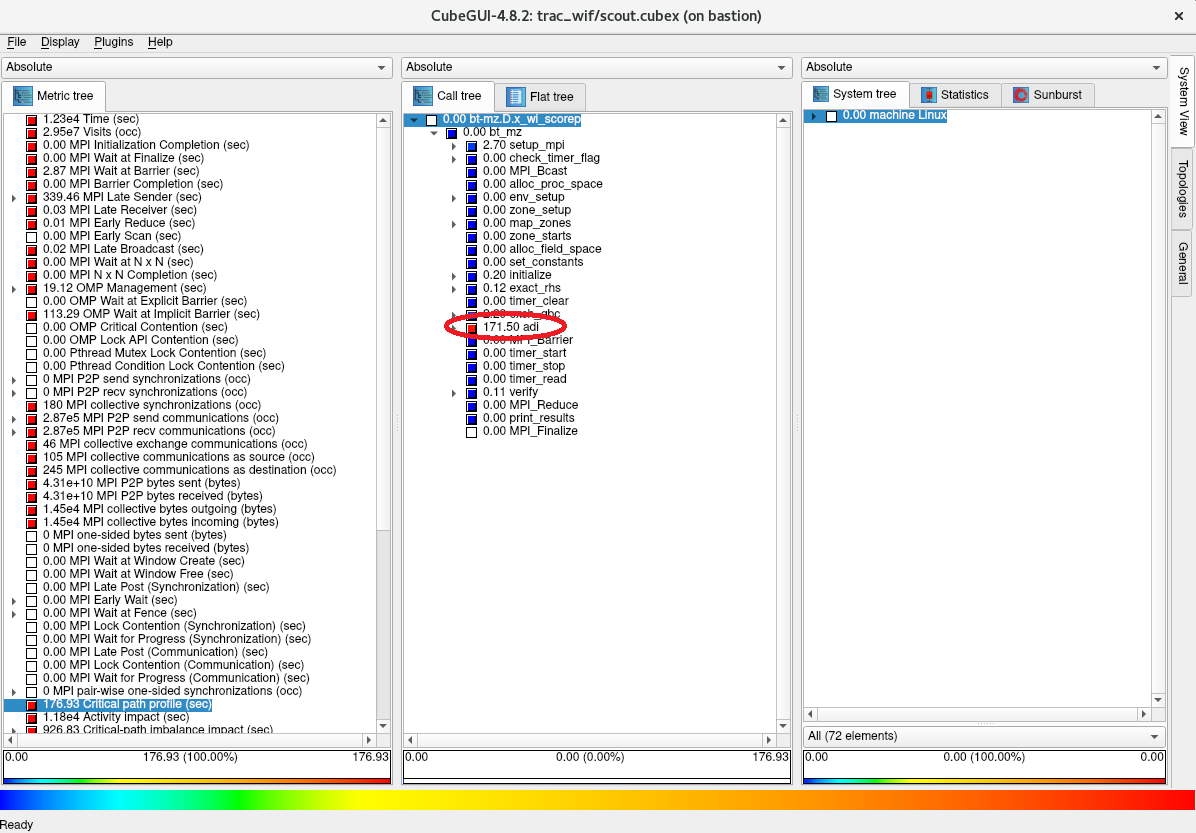 CubeGUI-4.8.2: trac_wif/scout.cubex (on bastion)
File Display Plugins Help
Absolute
Metric tree
1.23e4 Time (sec)
2.95e7 Visits (occ)
0.00 MPI Initialization Completion (sec)
0.00 MPI Wait at Finalize (sec)
2.87 MPI Wait at Barrier (sec)
0.00 MPI Barrier Completion (sec)
339.46 MPI Late Sender (sec)
0.03 MPI Late Receiver (sec)
0.01 MPI Early Reduce (sec)
0.00 MPI Early Scan (sec)
0.02 MPI Late Broadcast (sec)
0.00 MPI Wait at N x N (sec)
0.00 MPI N x N Completion (sec)
19.12 OMP Management (sec)
0.00 OMP Wait at Explicit Barrier (sec)
113.29 OMP Wait at Implicit Barrier (sec)
0.00 OMP Critical Contention (sec)
0.00 OMP Lock API Contention (sec)
0.00 Pthread Mutex Lock Contention (sec)
0.00 Pthread Condition Lock Contention (sec)
0 MPI P2P send synchronizations (occ)
0 MPI P2P recv synchronizations (occ)
180 MPI collective synchronizations (occ)
2.87e5 MPI P2P send communications (occ)
2.87e5 MPI P2P recv communications (occ)
46 MPI collective exchange communications (occ)
105 MPI collective communications as source (occ)
245 MPI collective communications as destination (occ)
4.31e+10 MPI P2P bytes sent (bytes)
4.31e+10 MPI P2P bytes received (bytes)
1.45e4 MPI collective bytes outgoing (bytes)
1.45e4 MPI collective bytes incoming (bytes)
0 MPI one-sided bytes sent (bytes)
0 MPI one-sided bytes received (bytes)
0.00 MPI Wait at Window Create (sec)
0.00 MPI Wait at Window Free (sec)
0.00 MPI Late Post (Synchronization) (sec)
0.00 MPI Early Wait (sec)
0.00 MPI Wait at Fence (sec)
0.00 MPI Lock Contention (Synchronization) (sec)
0.00 MPI Wait for Progress (Synchronization) (sec)
0.00 MPI Late Post (Communication) (sec)
0.00 MPI Lock Contention (Communication) (sec)
0.00 MPI Wait for Progress (Communication) (sec)
0 MPI pair-wise one-sided synchronizations (occ)
176.93 Critical path profile (sec)
1.18e4 Activity impact (sec)
926.83 Critical-path imbalance impact (sec)
0.00 176.93 (100.00%) 176.93
Absolute
Call tree Flat tree
0.00 bt-mz.D.x_wi_scorep
0.00 bt_mz
2.70 setup_mpi
0.00 check_timer_flag
0.00 MPI_Bcast
0.00 alloc_proc_space
0.00 env_setup
0.00 zone_setup
0.00 map_zones
0.00 zone_starts
0.00 alloc_field_space
0.00 set_constants
0.20 initialize
0.12 exact_rhs
0.00 timer_clear
exch_qbc
171.50 adi
0.00 MPI_Barrier
0.00 timer_start
0.00 timer_stop
0.00 timer_read
0.11 verify
0.00 MPI_Reduce
0.00 print_results
0.00 MPI_Finalize
0.00 0.00 (0.00%) 176.93
Absolute
System tree Statistics Sunburst
0.00 machine Linux
All (72 elements)
0.00 0.00 (100.00%) 0.00
System View
Topologies
General
Ready